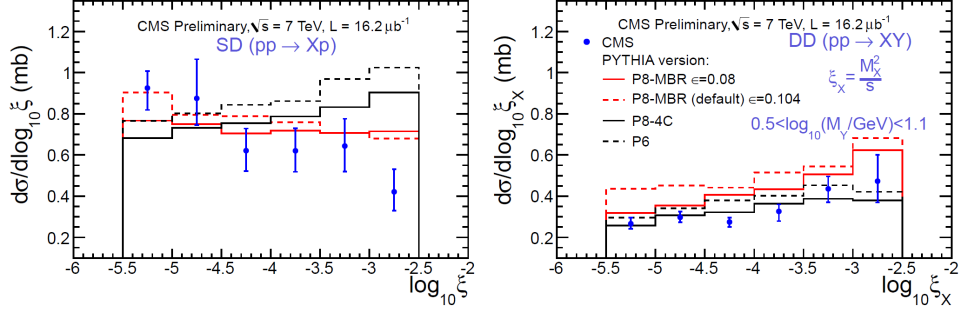 CMS Preliminary, √s = 7 TeV, L = 16.2 μb⁻¹
SD (pp → Xp)
dσ/dlog₁₀ξ (mb)
1.2
1
0.8
0.6
0.4
0.2
-6 -5.5 -5 -4.5 -4 -3.5 -3 -2.5 -2
log₁₀ξ
CMS Preliminary, √s = 7 TeV, L = 16.2 μb⁻¹
DD (pp → XY)
CMS
PYTHIA version:
P8-MBR ϵ=0.08
P8-MBR (default) ϵ=0.104
P8-4C
P6
ξ_X = M_X²/s
0.5<log₁₀(M_Y/GeV)<1.1
dσ/dlog₁₀ξ_X (mb)
1.2
1
0.8
0.6
0.4
0.2
-6 -5.5 -5 -4.5 -4 -3.5 -3 -2.5 -2
log₁₀ξ_X